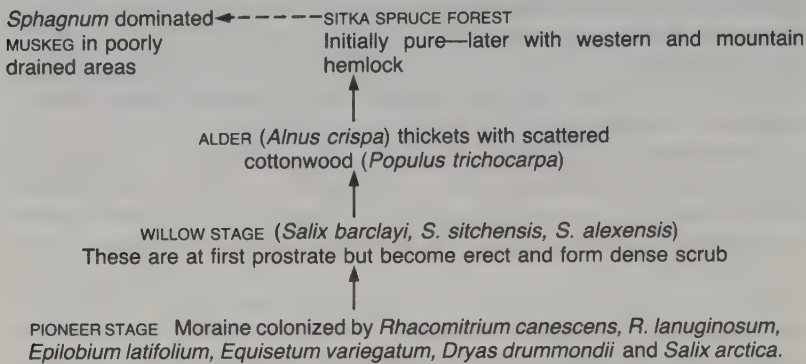 Sphagnum dominated
MUSKEG in poorly
drained areas
SITKA SPRUCE FOREST
Initially pure—later with western and mountain
hemlock
ALDER (Alnus crispa) thickets with scattered
cottonwood (Populus trichocarpa)
WILLOW STAGE (Salix barclayi, S. sitchensis, S. alexensis)
These are at first prostrate but become erect and form dense scrub
PIONEER STAGE Moraine colonized by Rhacomitrium canescens, R. lanuginosum,
Epilobium latifolium, Equisetum variegatum, Dryas drummondii and Salix arctica.